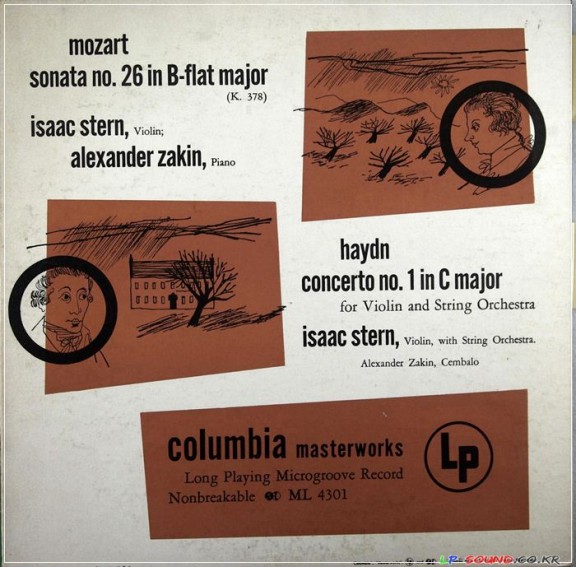 mozart
sonata no. 26 in B-flat major
(K. 378)
isaac stern, Violin;
alexander zakin, Piano
haydn
concerto no. 1 in C major
for Violin and String Orchestra
isaac stern, Violin, with String Orchestra.
Alexander Zakin, Cembalo
columbia masterworks
Long Playing Microgroove Record
Nonbreakable ML 4301
LP
LP-SOUND.CO.KR